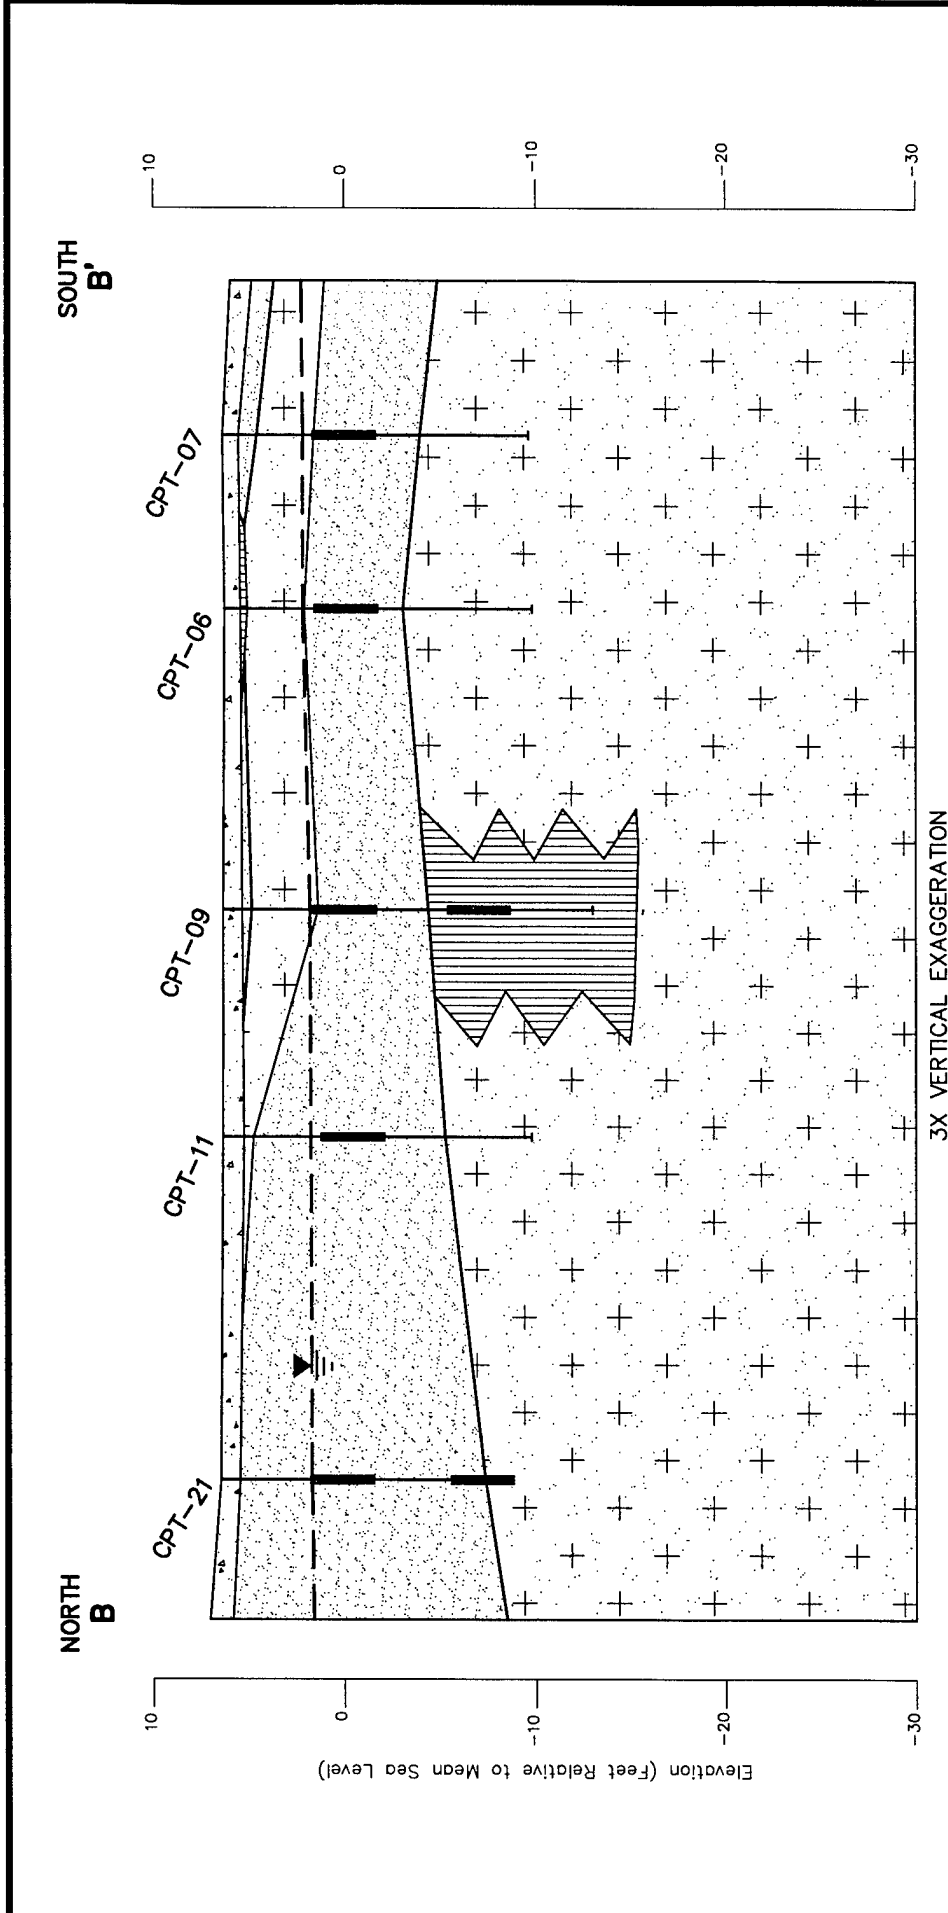 NORTH
B
SOUTH
B'
CPT-21
CPT-11
CPT-09
CPT-06
CPT-07
10
0
-10
-20
-30
Elevation (Feet Relative to Mean Sea Level)
10
0
-10
-20
-30
3X VERTICAL EXAGGERATION